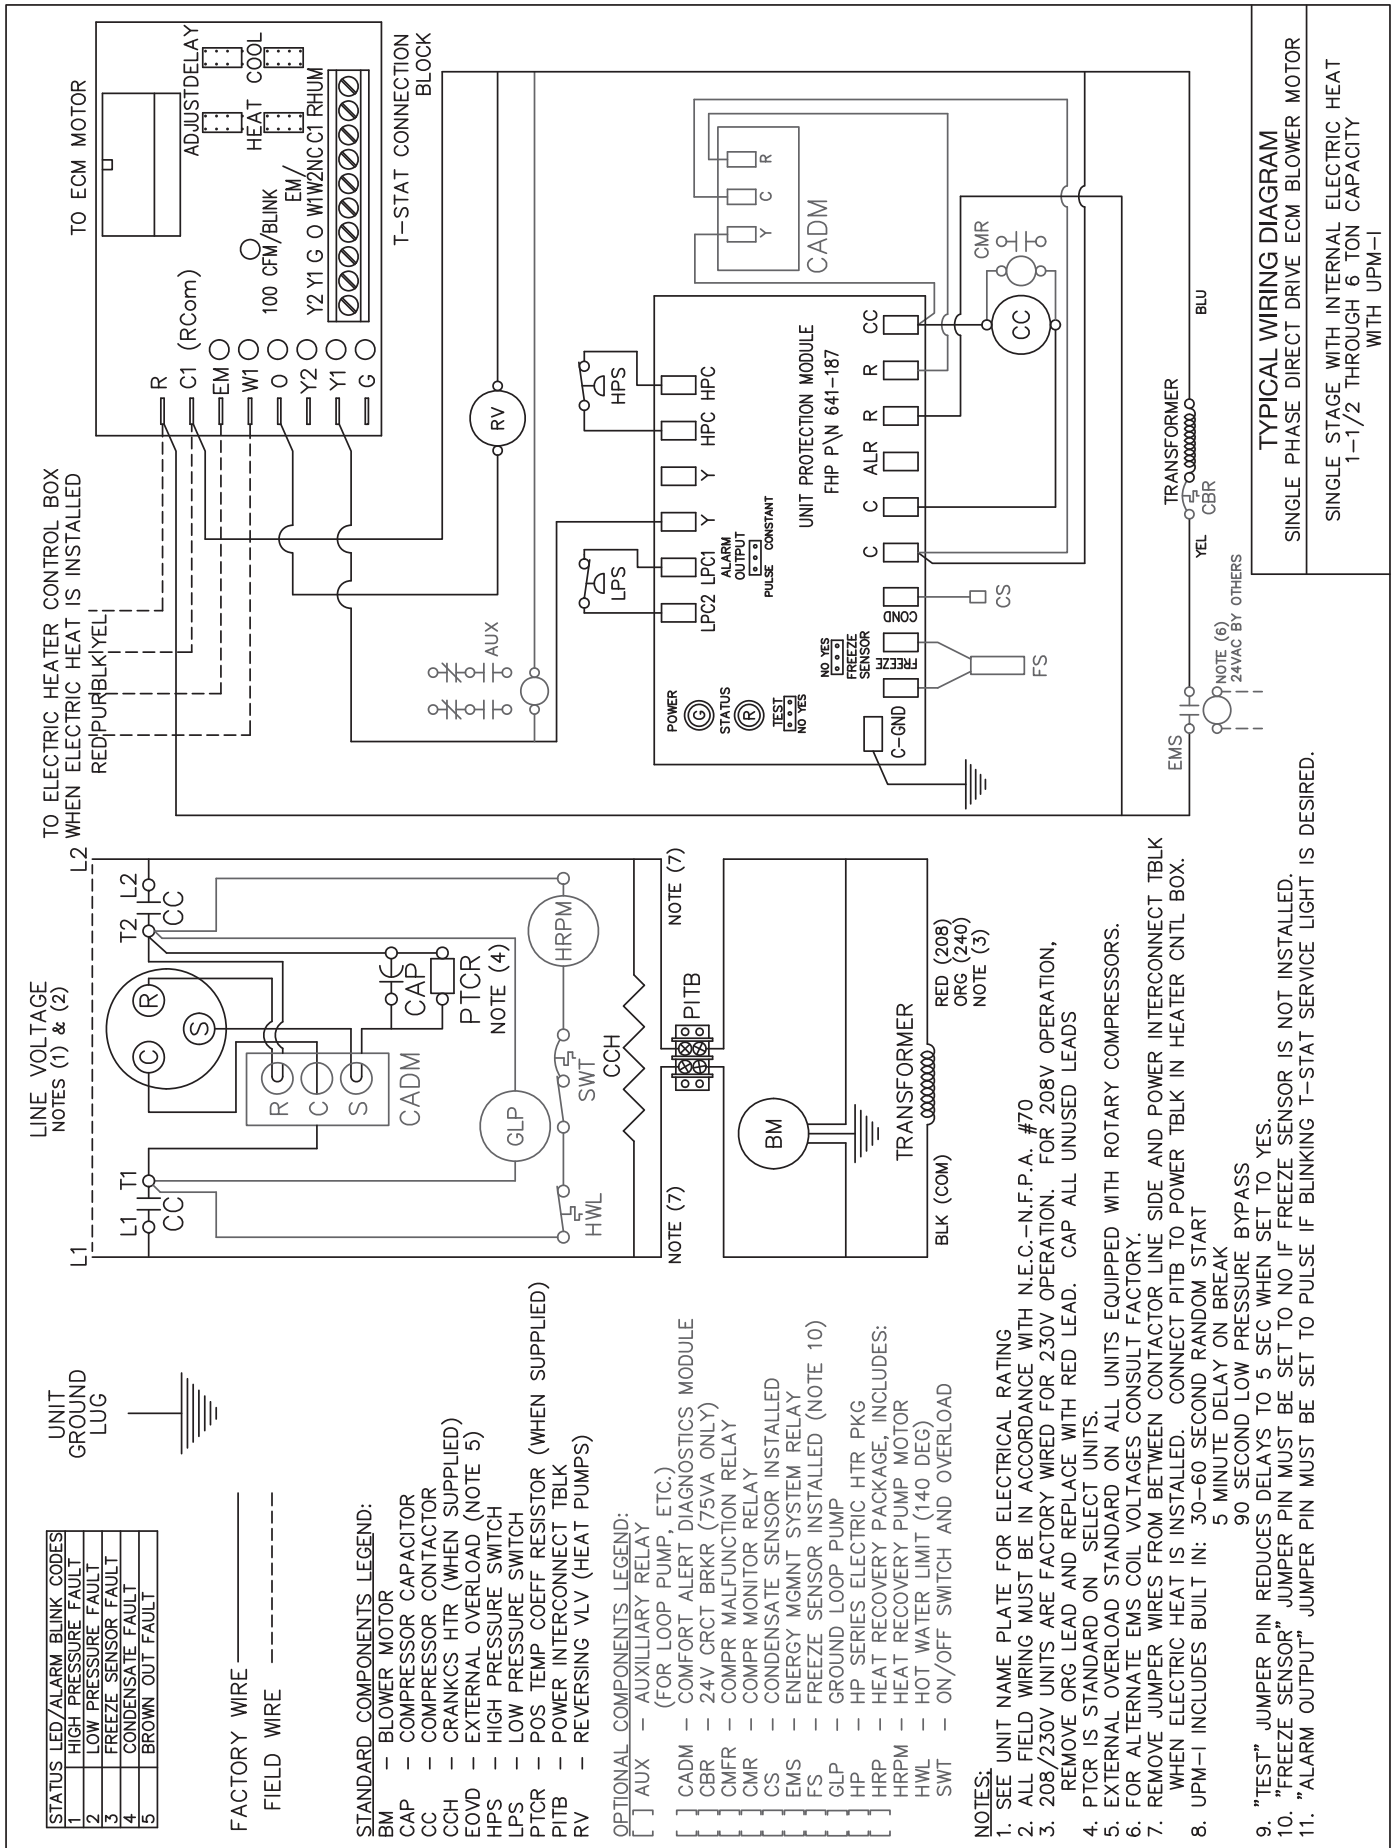 STATUS LED/ALARM BLINK CODES
1 HIGH PRESSURE FAULT
2 LOW PRESSURE FAULT
3 FREEZE SENSOR FAULT
4 CONDENSATE FAULT
5 BROWN OUT FAULT
FACTORY WIRE
FIELD WIRE
UNIT
GROUND
LUG
STANDARD COMPONENTS LEGEND:
BM – BLOWER MOTOR
CAP – COMPRESSOR CAPACITOR
CC – COMPRESSOR CONTACTOR
CCH – CRANKCS HTR (WHEN SUPPLIED)
EOVD – EXTERNAL OVERLOAD (NOTE 5)
HPS – HIGH PRESSURE SWITCH
LPS – LOW PRESSURE SWITCH
PTCR – POS TEMP COEFF RESISTOR (WHEN SUPPLIED)
PITB – POWER INTERCONNECT TBLK
RV – REVERSING VLV (HEAT PUMPS)
OPTIONAL COMPONENTS LEGEND:
[ ] AUX – AUXILLIARY RELAY
(FOR LOOP PUMP, ETC.)
[ ] CADM – COMFORT ALERT DIAGNOSTICS MODULE
[ ] CBR – 24V CRCT BRKR (75VA ONLY)
[ ] CMFR – COMPR MALFUNCTION RELAY
[ ] CMR – COMPR MONITOR RELAY
[ ] CS – CONDENSATE SENSOR INSTALLED
[ ] EMS – ENERGY MGMNT SYSTEM RELAY
[ ] FS – FREEZE SENSOR INSTALLED (NOTE 10)
[ ] GLP – GROUND LOOP PUMP
[ ] HP – HP SERIES ELECTRIC HTR PKG
[ ] HRP – HEAT RECOVERY PACKAGE, INCLUDES:
HRPM – HEAT RECOVERY PUMP MOTOR
HWL – HOT WATER LIMIT (140 DEG)
SWT – ON/OFF SWITCH AND OVERLOAD
NOTES:
1. SEE UNIT NAME PLATE FOR ELECTRICAL RATING
2. ALL FIELD WIRING MUST BE IN ACCORDANCE WITH N.E.C.–N.F.P.A. #70
3. 208/230V UNITS ARE FACTORY WIRED FOR 230V OPERATION. FOR 208V OPERATION,
REMOVE ORG LEAD AND REPLACE WITH RED LEAD. CAP ALL UNUSED LEADS
4. PTCR IS STANDARD ON SELECT UNITS.
5. EXTERNAL OVERLOAD STANDARD ON ALL UNITS EQUIPPED WITH ROTARY COMPRESSORS.
6. FOR ALTERNATE EMS COIL VOLTAGES CONSULT FACTORY.
7. REMOVE JUMPER WIRES FROM BETWEEN CONTACTOR LINE SIDE AND POWER INTERCONNECT TBLK
WHEN ELECTRIC HEAT IS INSTALLED. CONNECT PITB TO POWER TBLK IN HEATER CNTL BOX.
8. UPM–I INCLUDES BUILT IN: 30–60 SECOND RANDOM START
5 MINUTE DELAY ON BREAK
90 SECOND LOW PRESSURE BYPASS
9. "TEST" JUMPER PIN REDUCES DELAYS TO 5 SEC WHEN SET TO YES.
10. "FREEZE SENSOR" JUMPER PIN MUST BE SET TO NO IF FREEZE SENSOR IS NOT INSTALLED.
11. "ALARM OUTPUT" JUMPER PIN MUST BE SET TO PULSE IF BLINKING T–STAT SERVICE LIGHT IS DESIRED.
LINE VOLTAGE
NOTES (1) & (2)
L1
L2
L1
T1
CC
T2
L2
CC
C
R
S
R
C
S
CADM
CAP
PTCR
NOTE (4)
GLP
HRPM
HWL
SWT
CCH
NOTE (7)
NOTE (7)
PITB
BM
TRANSFORMER
BLK (COM)
RED (208)
ORG (240)
NOTE (3)
TO ELECTRIC HEATER CONTROL BOX
WHEN ELECTRIC HEAT IS INSTALLED
RED
PUR
BLK
YEL
TO ECM MOTOR
ADJUST
DELAY
HEAT
COOL
100 CFM/BLINK
EM/
Y2 Y1 G O W1 W2 NC C1 R HUM
T–STAT CONNECTION
BLOCK
R
C1 (RCom)
EM
W1
O
Y2
Y1
G
RV
AUX
LPS
HPS
LPC2
LPC1
Y
Y
HPC
HPC
ALARM
OUTPUT
PULSE CONSTANT
UNIT PROTECTION MODULE
FHP P\N 641–187
POWER
G
STATUS
R
TEST
NO YES
NO YES
FREEZE
SENSOR
C–GND
FREEZE
COND
C
C
ALR
R
R
CC
FS
CS
Y
C
R
CADM
CMR
CC
TRANSFORMER
BLU
CBR
YEL
EMS
NOTE (6)
24VAC BY OTHERS
TYPICAL WIRING DIAGRAM
SINGLE PHASE DIRECT DRIVE ECM BLOWER MOTOR
SINGLE STAGE WITH INTERNAL ELECTRIC HEAT
1–1/2 THROUGH 6 TON CAPACITY
WITH UPM–I